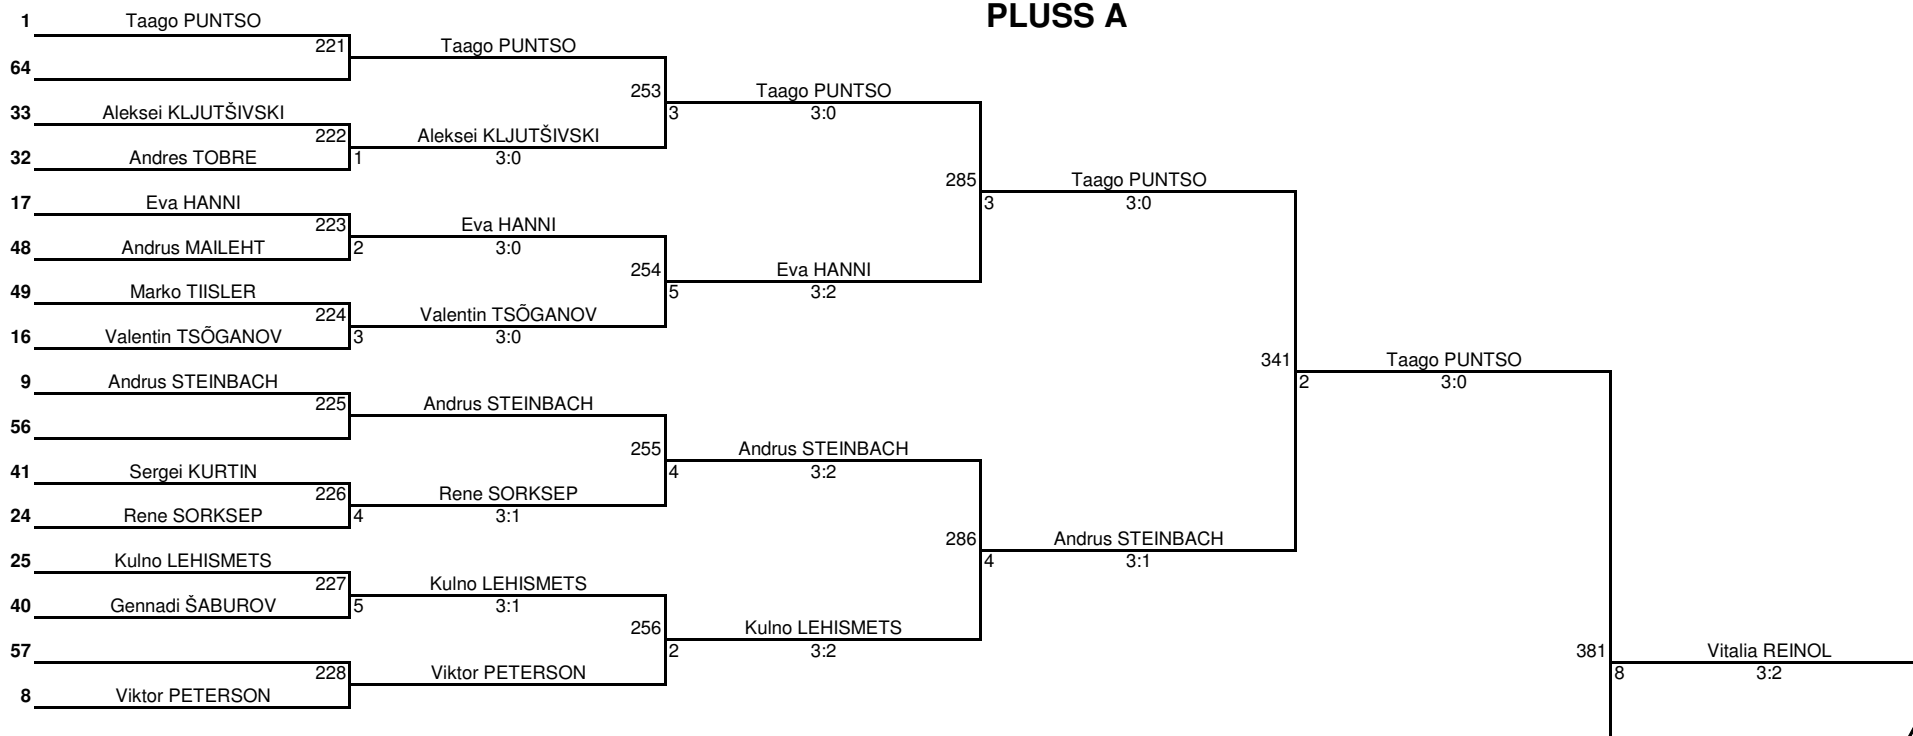 PLUSS A
1 Taago PUNTSO
221 Taago PUNTSO
64
253 Taago PUNTSO
33 Aleksei KLJUTŠIVSKI 3 3:0
222 Aleksei KLJUTŠIVSKI
32 Andres TOBRE 1 3:0
285 Taago PUNTSO
17 Eva HANNI 3 3:0
223 Eva HANNI
48 Andrus MAILEHT 2 3:0
254 Eva HANNI
49 Marko TIISLER 5 3:2
224 Valentin TSÕGANOV
16 Valentin TSÕGANOV 3 3:0
341 Taago PUNTSO
9 Andrus STEINBACH 2 3:0
225 Andrus STEINBACH
56
255 Andrus STEINBACH
41 Sergei KURTIN 4 3:2
226 Rene SORKSEP
24 Rene SORKSEP 4 3:1
286 Andrus STEINBACH
25 Kulno LEHISMETS 4 3:1
227 Kulno LEHISMETS
40 Gennadi ŠABUROV 5 3:1
256 Kulno LEHISMETS
57 2 3:2
381 Vitalia REINOL
228 Viktor PETERSON 8 3:2
8 Viktor PETERSON